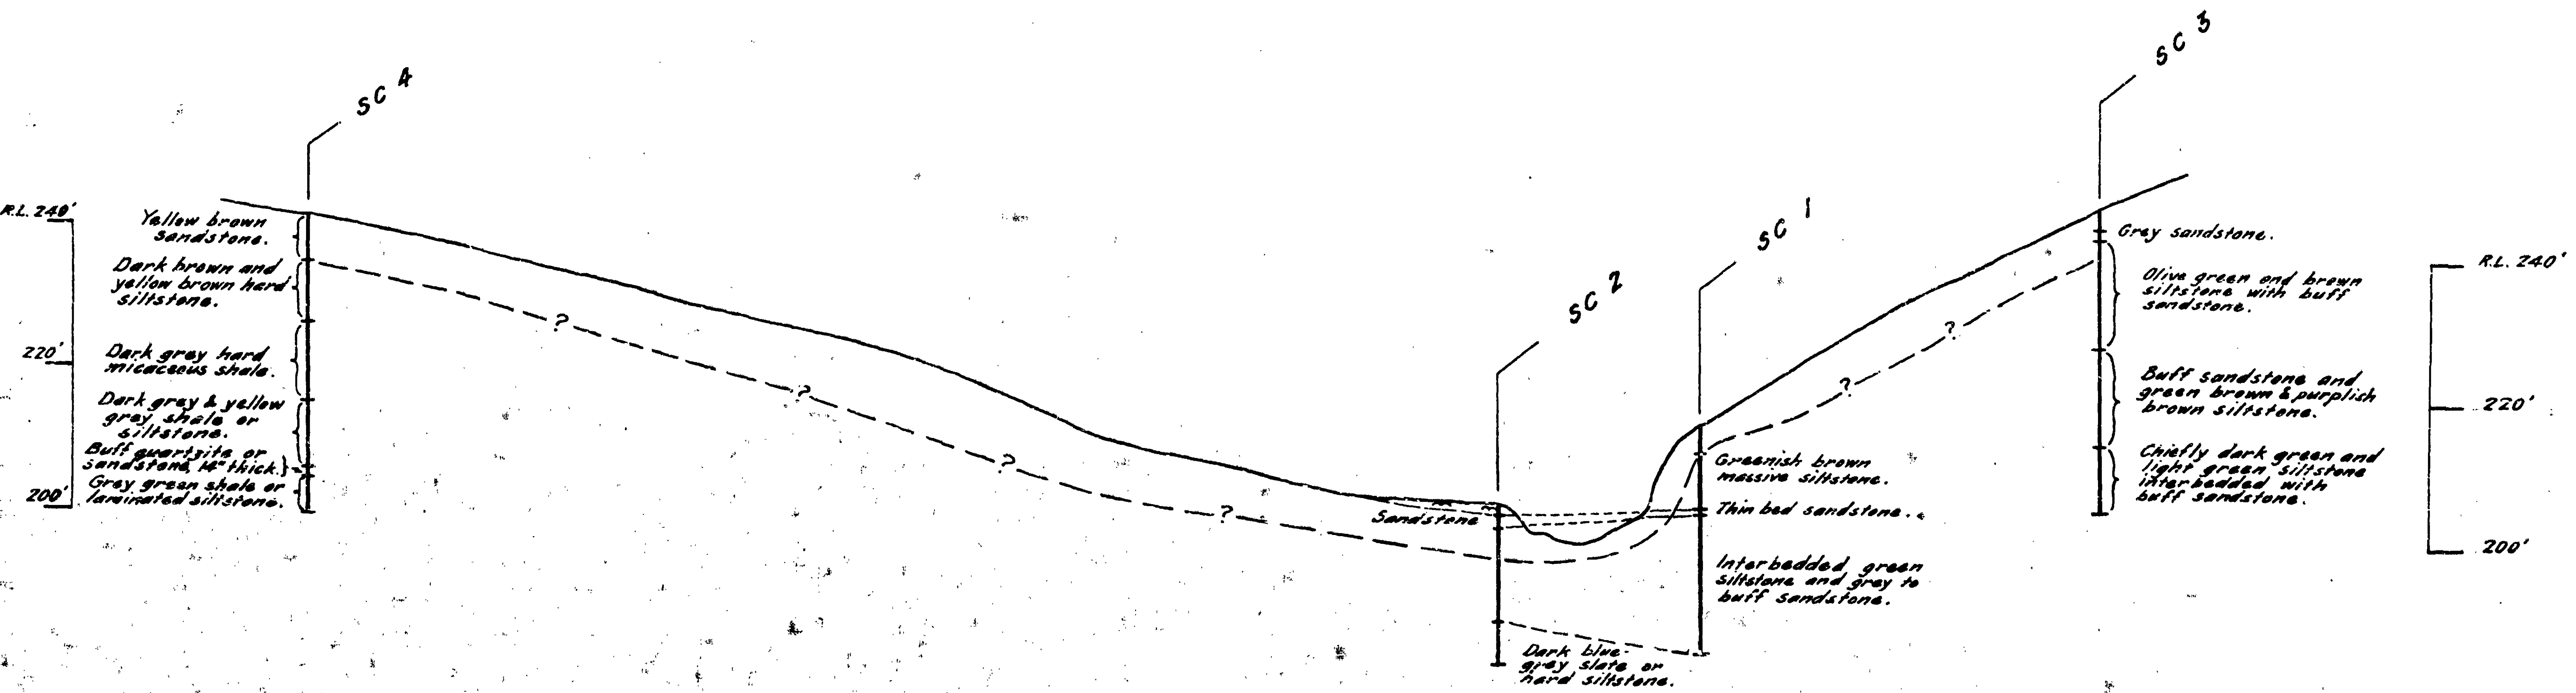 SC 4
SC 3
SC 1
SC 2
R.L. 240'
220'
200'
Yellow brown
sandstone.
Dark brown and
yellow brown hard
siltstone.
Dark grey hard
micaceous shale.
Dark grey & yellow
grey shale or
siltstone.
Buff quartzite or
sandstone, 14" thick.
Grey green shale or
laminated siltstone.
?
?
?
?
Sandstone
Dark blue-
grey slate or
hard siltstone.
Greenish brown
massive siltstone.
Thin bed sandstone.
Interbedded green
siltstone and grey to
buff sandstone.
?
?
Grey sandstone.
Olive green and brown
siltstone with buff
sandstone.
Buff sandstone and
green brown & purplish
brown siltstone.
Chiefly dark green and
light green siltstone
interbedded with
buff sandstone.
R.L. 240'
220'
200'